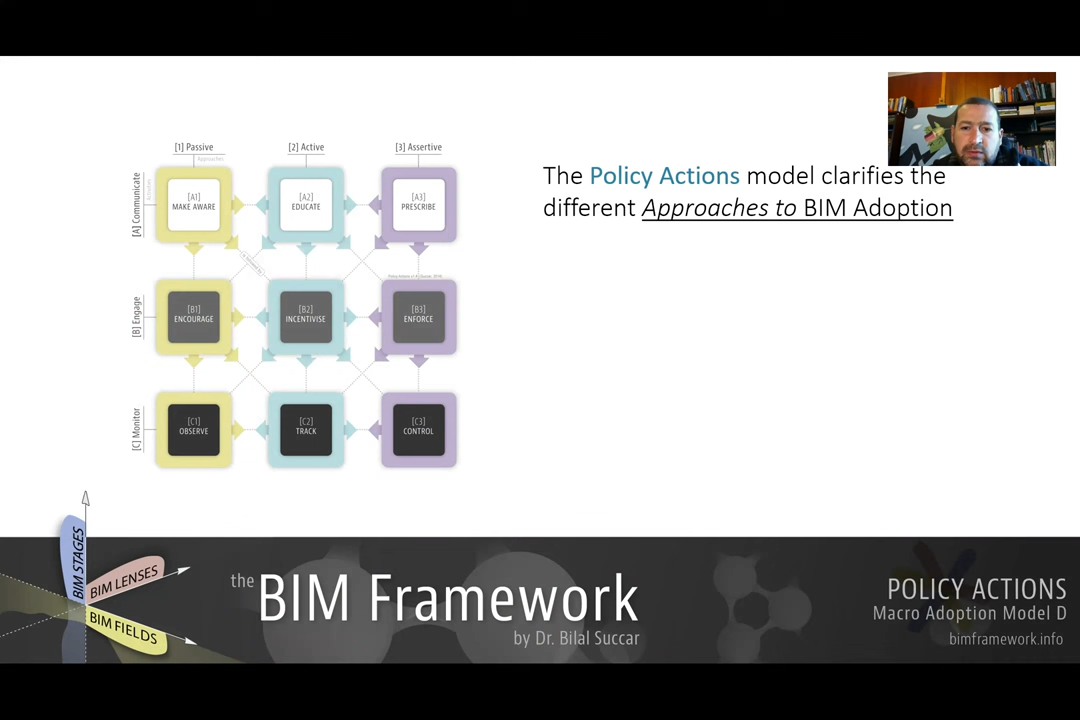 [1] Passive
[2] Active
[3] Assertive
Approaches
Activities
[A] Communicate
[A1]
MAKE AWARE
[A2]
EDUCATE
[A3]
PRESCRIBE
[B] Engage
[B1]
ENCOURAGE
[B2]
INCENTIVISE
[B3]
ENFORCE
[C] Monitor
[C1]
OBSERVE
[C2]
TRACK
[C3]
CONTROL
The Policy Actions model clarifies the
different Approaches to BIM Adoption
BIM STAGES
BIM LENSES
BIM FIELDS
the BIM Framework
by Dr. Bilal Succar
POLICY ACTIONS
Macro Adoption Model D
bimframework.info